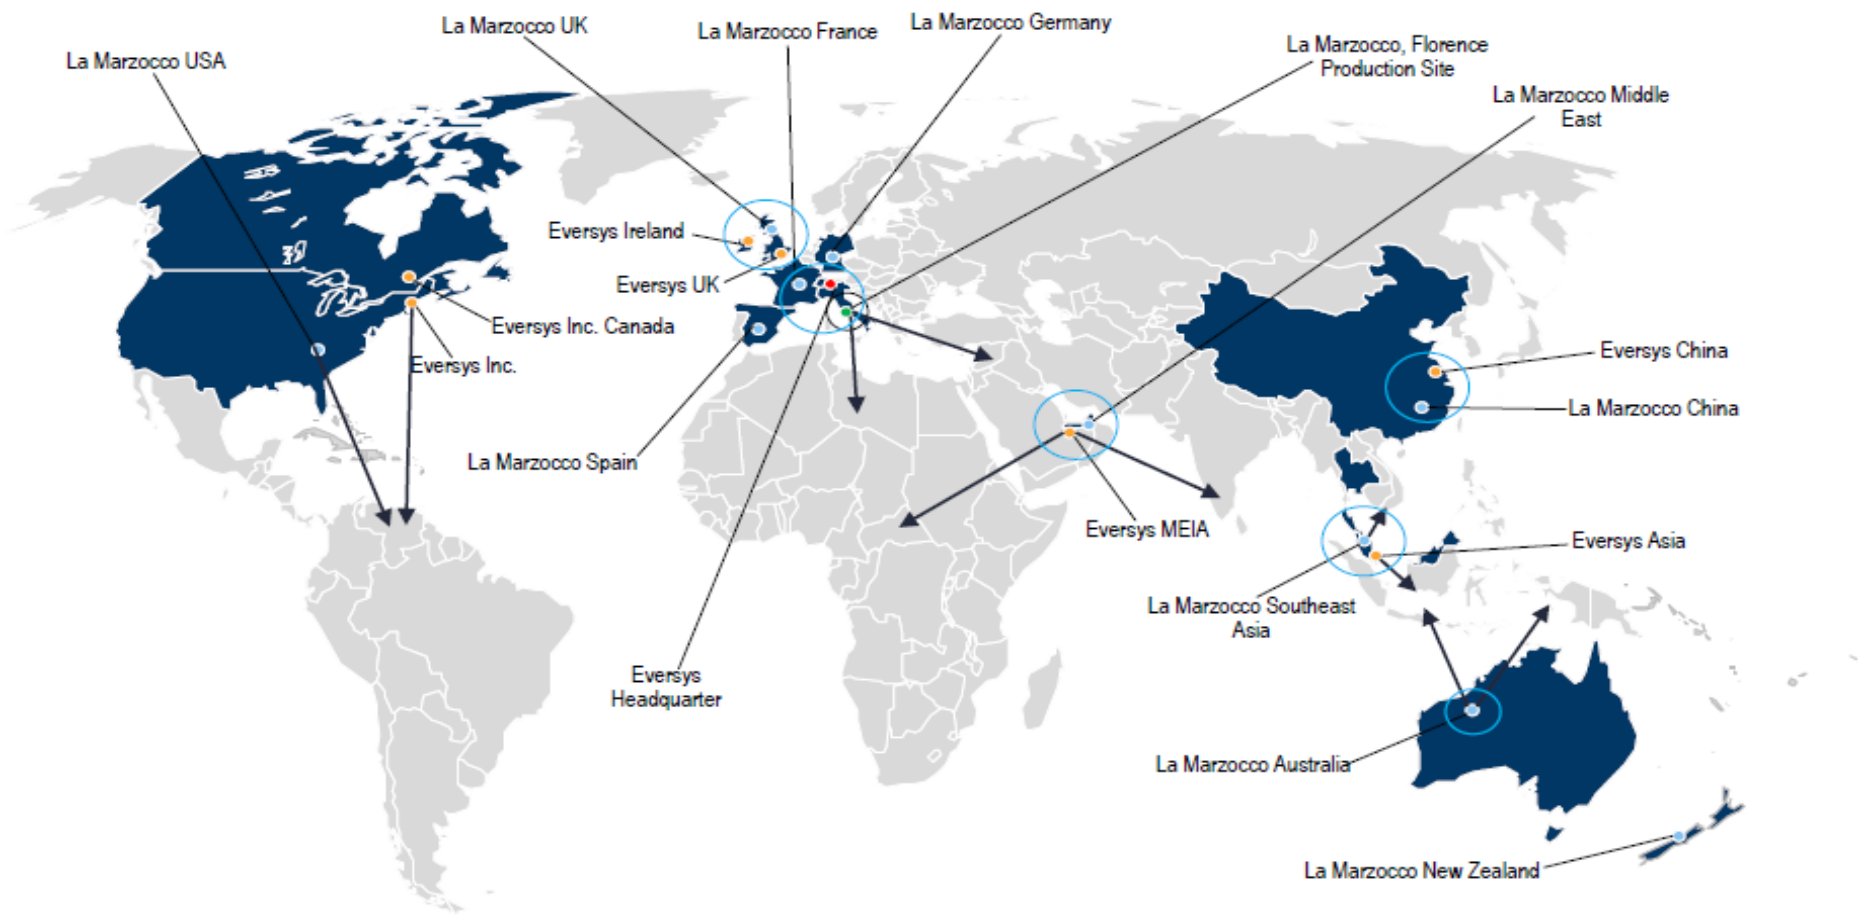 La Marzocco UK
La Marzocco France
La Marzocco Germany
La Marzocco USA
La Marzocco, Florence
Production Site
La Marzocco Middle
East
Eversys Ireland
Eversys UK
Eversys Inc. Canada
Eversys Inc.
Eversys China
La Marzocco China
La Marzocco Spain
Eversys MEIA
Eversys Asia
La Marzocco Southeast
Asia
Eversys
Headquarter
La Marzocco Australia
La Marzocco New Zealand